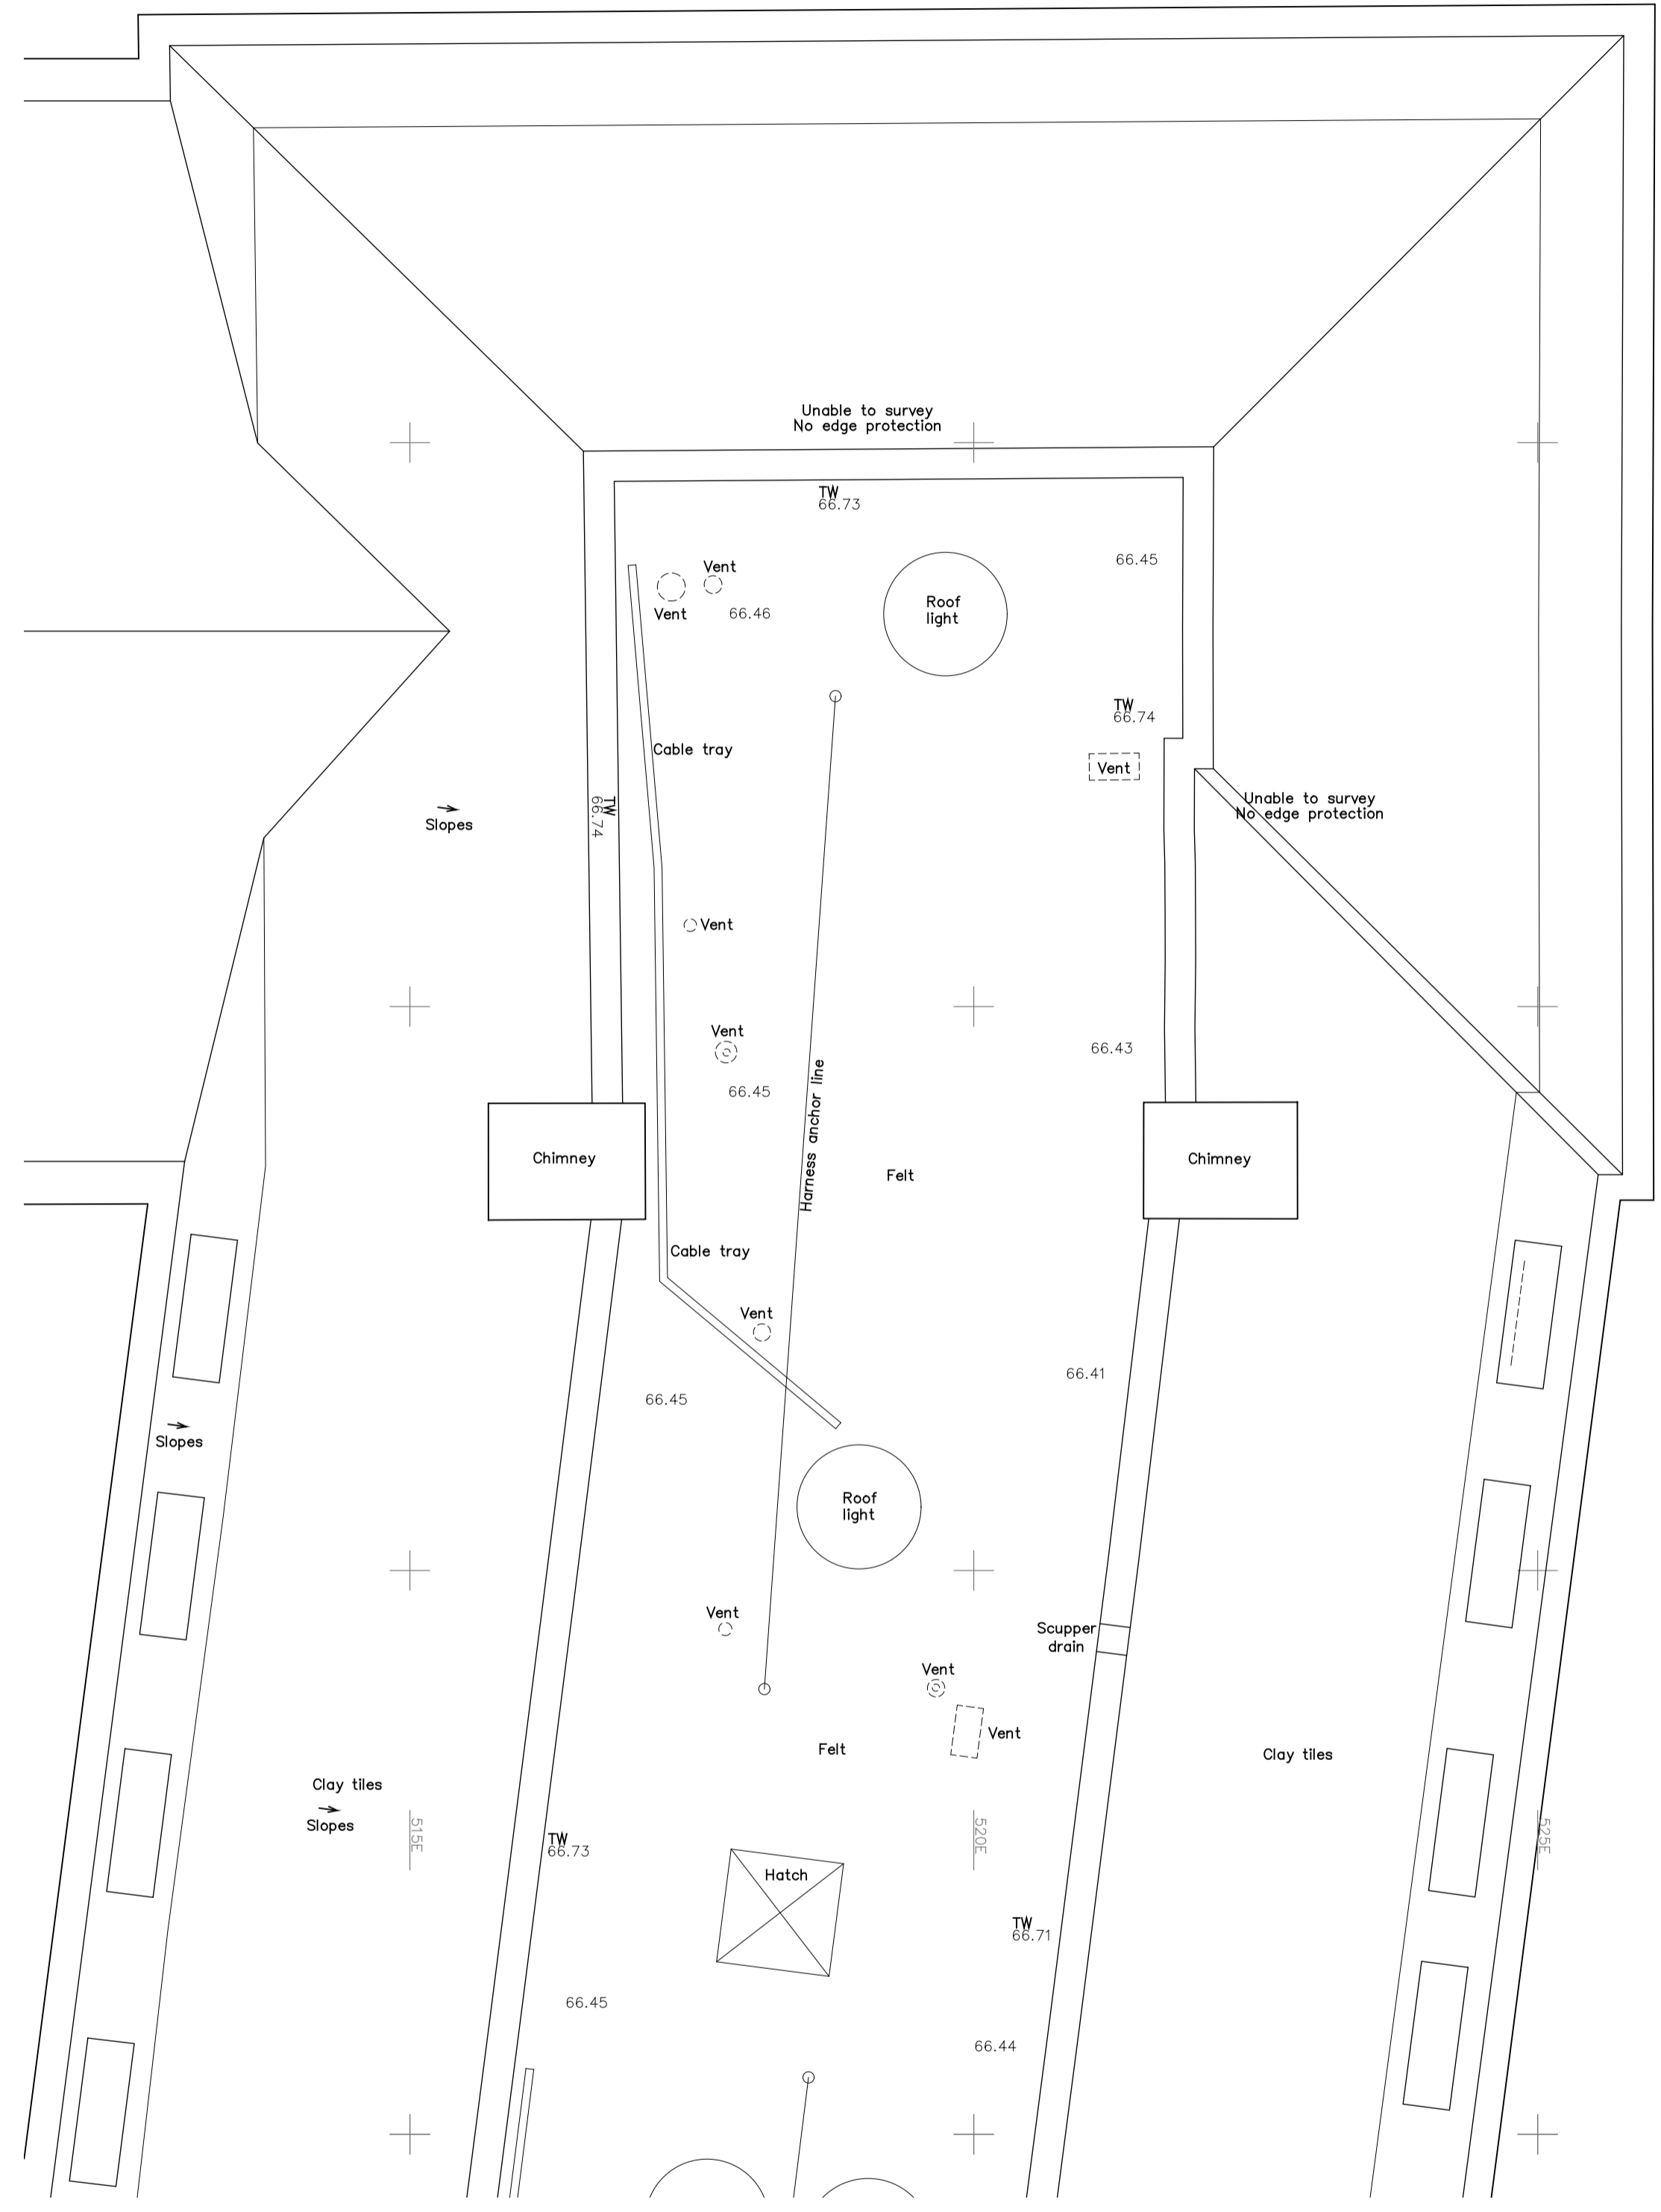 Unable to survey
No edge protection
TW
66.73
66.45
Vent
Vent
66.46
Roof
light
TW
66.74
Cable tray
Vent
TW
66.74
Slopes
Unable to survey
No edge protection
Vent
Vent
66.43
66.45
Harness anchor line
Chimney
Chimney
Felt
Cable tray
Vent
66.41
66.45
Slopes
Roof
light
Vent
Scupper
drain
Vent
Vent
Felt
Clay tiles
Clay tiles
Slopes
515E
520E
525E
TW
66.73
Hatch
TW
66.71
66.45
66.44